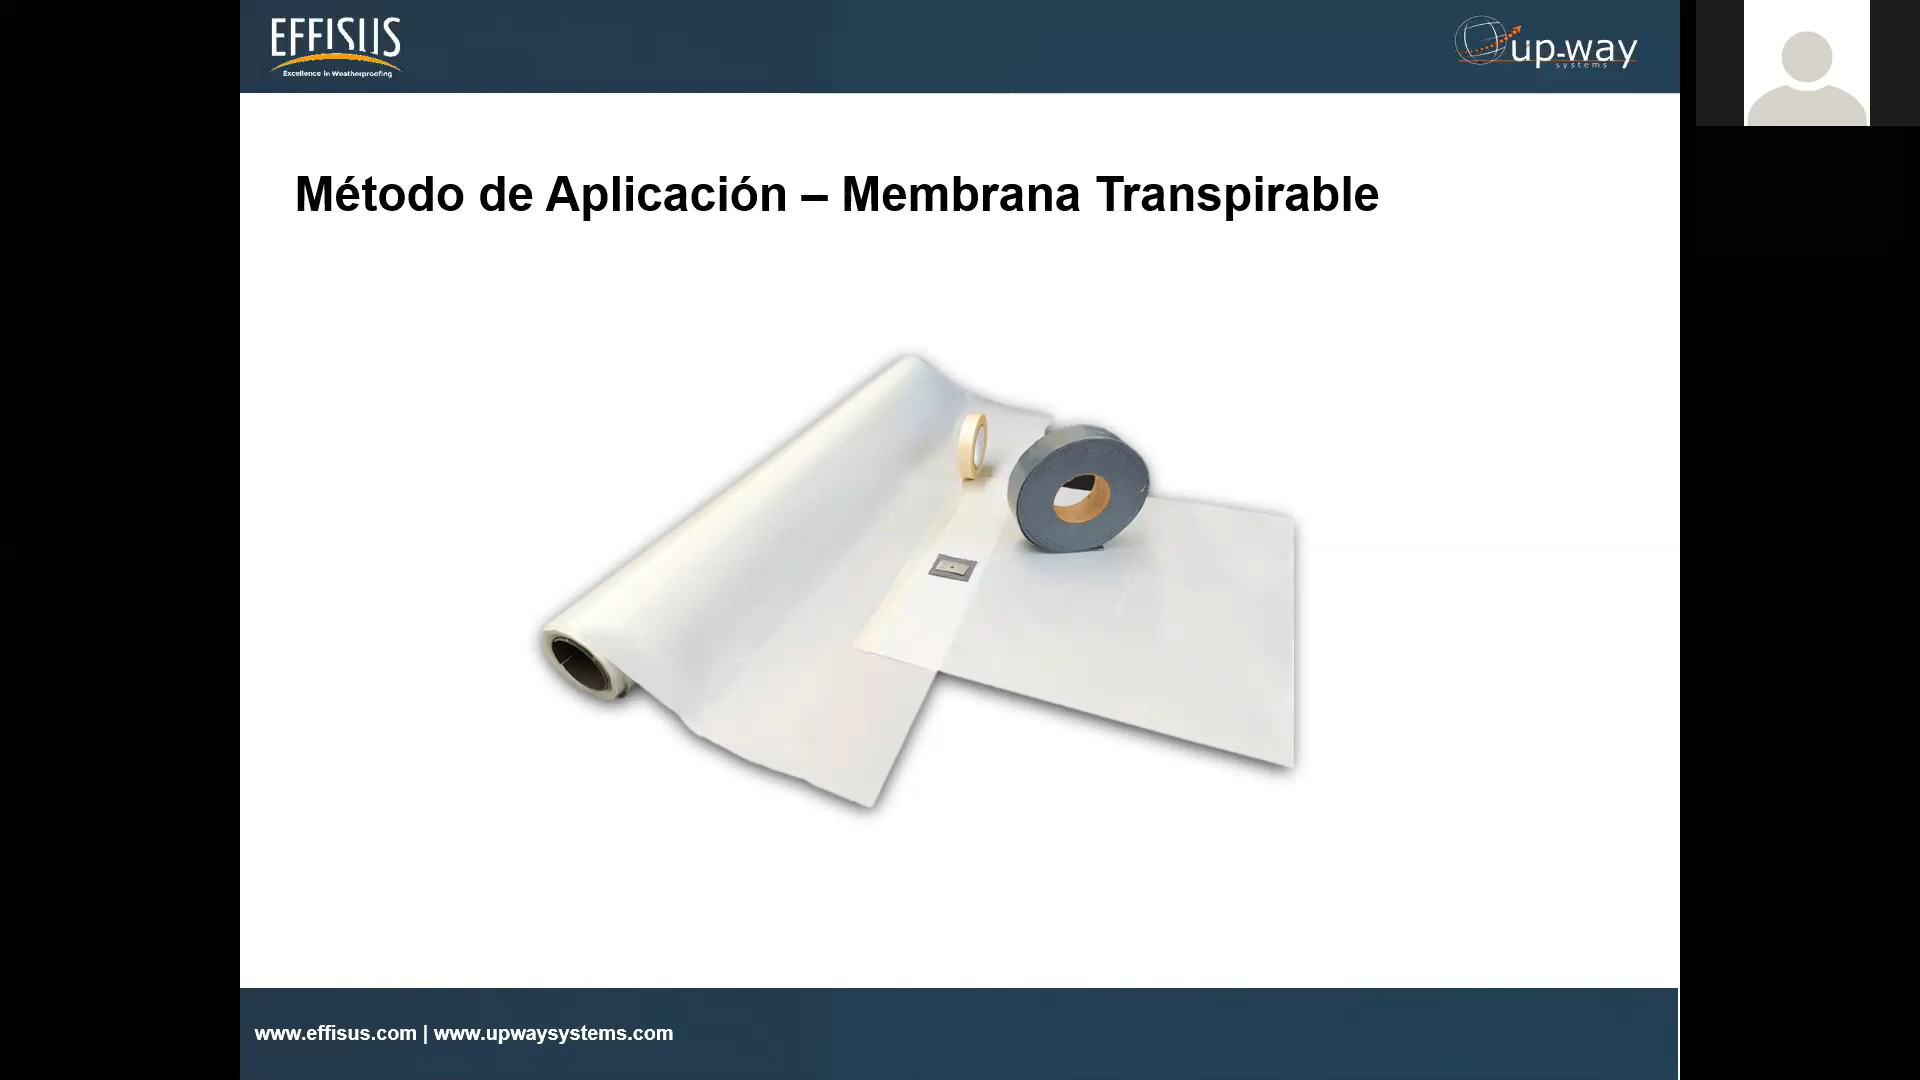 EFFISUS
Excellence in Weatherproofing
up-way
systems
Método de Aplicación – Membrana Transpirable
www.effisus.com | www.upwaysystems.com